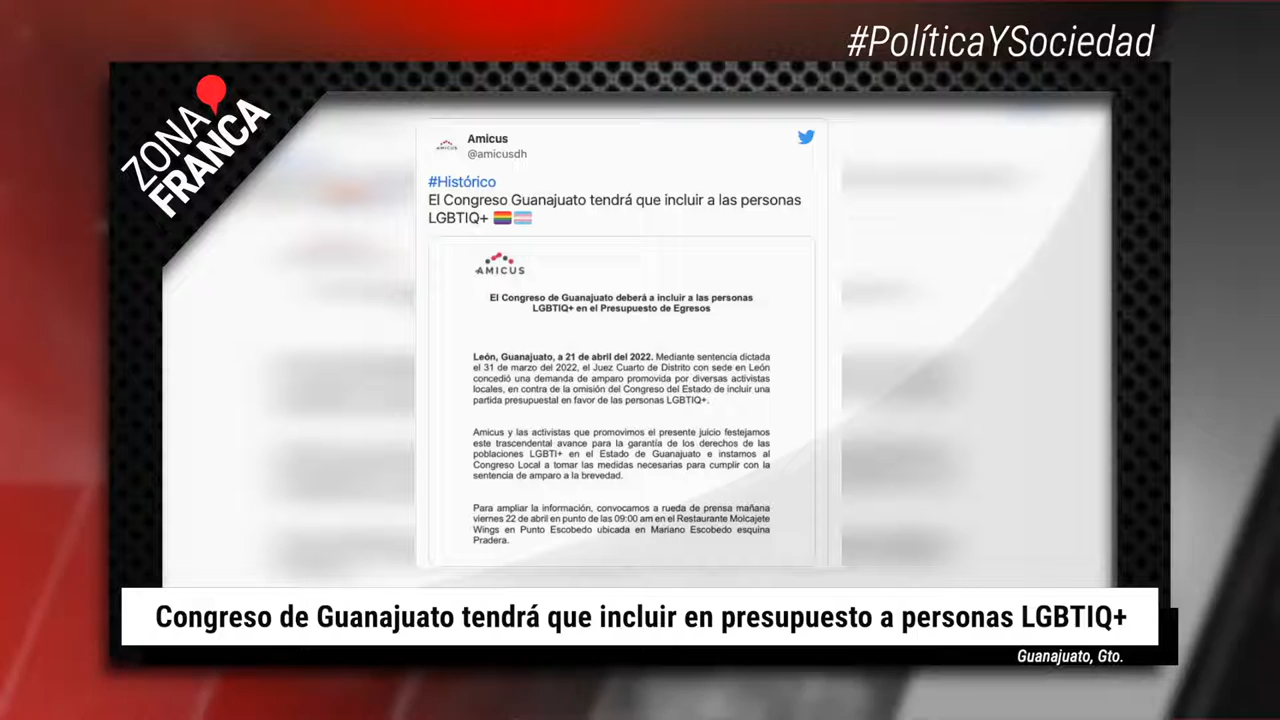 #PolíticaYSociedad
ZONA
FRANCA
Amicus
@amicusdh
#Histórico
El Congreso Guanajuato tendrá que incluir a las personas
LGBTIQ+
AMICUS
El Congreso de Guanajuato deberá a incluir a las personas
LGBTIQ+ en el Presupuesto de Egresos
León, Guanajuato, a 21 de abril del 2022. Mediante sentencia dictada
el 31 de marzo del 2022, el Juez Cuarto de Distrito con sede en León
concedió una demanda de amparo promovida por diversas activistas
locales, en contra de la omisión del Congreso del Estado de incluir una
partida presupuestal en favor de las personas LGBTIQ+.
Amicus y las activistas que promovimos el presente juicio festejamos
este trascendental avance para la garantía de los derechos de las
poblaciones LGBTI+ en el Estado de Guanajuato e instamos al
Congreso Local a tomar las medidas necesarias para cumplir con la
sentencia de amparo a la brevedad.
Para ampliar la información, convocamos a rueda de prensa mañana
viernes 22 de abril en punto de las 09:00 am en el Restaurante Molcajete
Wings en Punto Escobedo ubicada en Mariano Escobedo esquina
Pradera.
Congreso de Guanajuato tendrá que incluir en presupuesto a personas LGBTIQ+
Guanajuato, Gto.